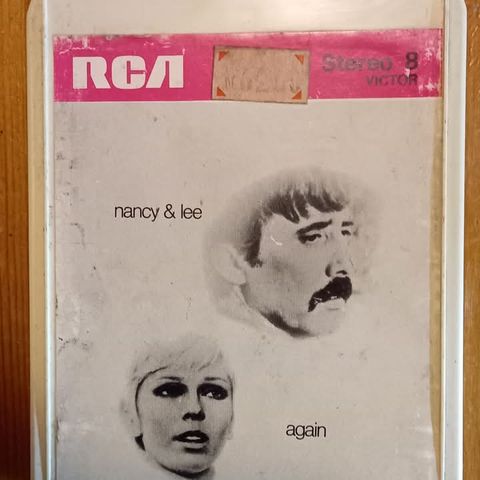 RCA
Stereo 8
VICTOR
nancy & lee
again